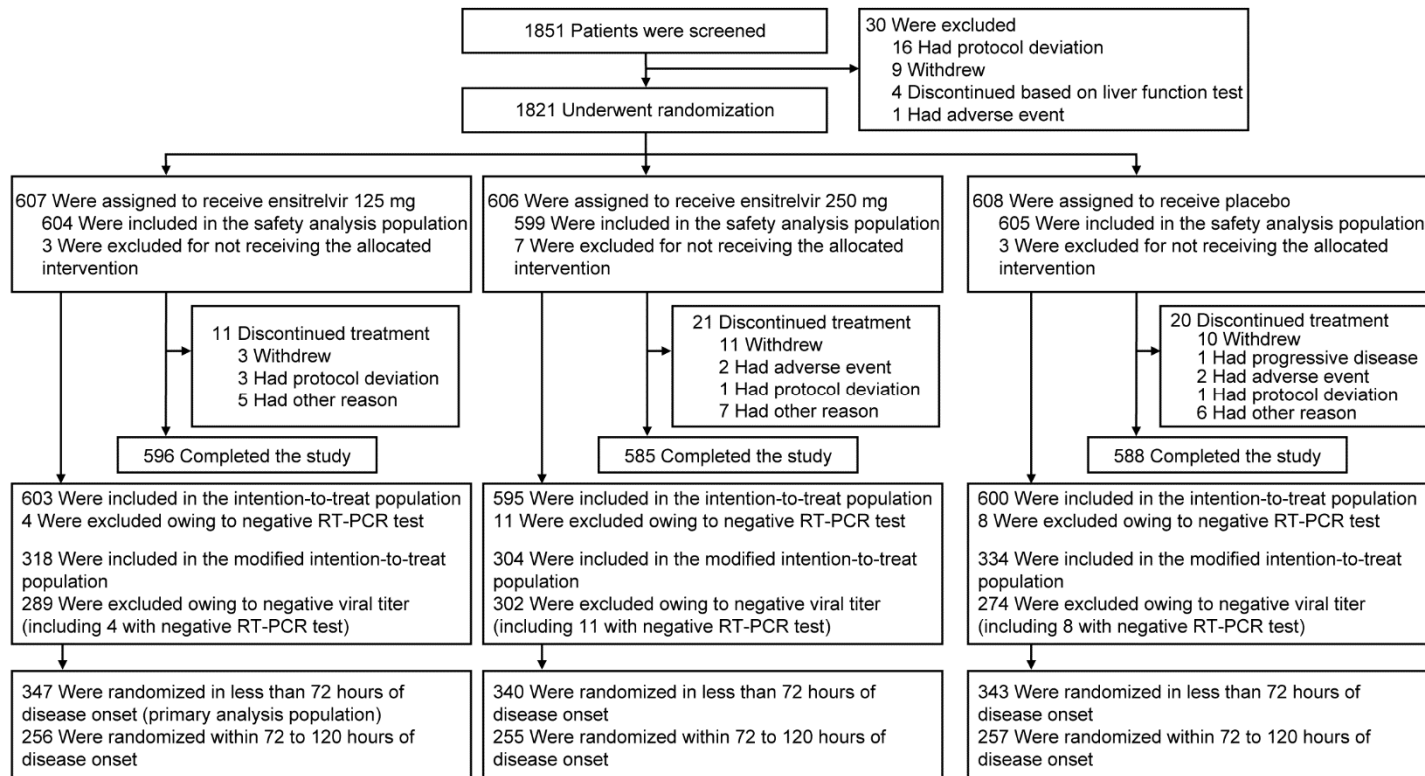 1851 Patients were screened
30 Were excluded
16 Had protocol deviation
9 Withdrew
4 Discontinued based on liver function test
1 Had adverse event
1821 Underwent randomization
607 Were assigned to receive ensitrelvir 125 mg
604 Were included in the safety analysis population
3 Were excluded for not receiving the allocated
intervention
606 Were assigned to receive ensitrelvir 250 mg
599 Were included in the safety analysis population
7 Were excluded for not receiving the allocated
intervention
608 Were assigned to receive placebo
605 Were included in the safety analysis population
3 Were excluded for not receiving the allocated
intervention
11 Discontinued treatment
3 Withdrew
3 Had protocol deviation
5 Had other reason
21 Discontinued treatment
11 Withdrew
2 Had adverse event
1 Had protocol deviation
7 Had other reason
20 Discontinued treatment
10 Withdrew
1 Had progressive disease
2 Had adverse event
1 Had protocol deviation
6 Had other reason
596 Completed the study
585 Completed the study
588 Completed the study
603 Were included in the intention-to-treat population
4 Were excluded owing to negative RT-PCR test
318 Were included in the modified intention-to-treat
population
289 Were excluded owing to negative viral titer
(including 4 with negative RT-PCR test)
595 Were included in the intention-to-treat population
11 Were excluded owing to negative RT-PCR test
304 Were included in the modified intention-to-treat
population
302 Were excluded owing to negative viral titer
(including 11 with negative RT-PCR test)
600 Were included in the intention-to-treat population
8 Were excluded owing to negative RT-PCR test
334 Were included in the modified intention-to-treat
population
274 Were excluded owing to negative viral titer
(including 8 with negative RT-PCR test)
347 Were randomized in less than 72 hours of
disease onset (primary analysis population)
256 Were randomized within 72 to 120 hours of
disease onset
340 Were randomized in less than 72 hours of
disease onset
255 Were randomized within 72 to 120 hours of
disease onset
343 Were randomized in less than 72 hours of
disease onset
257 Were randomized within 72 to 120 hours of
disease onset